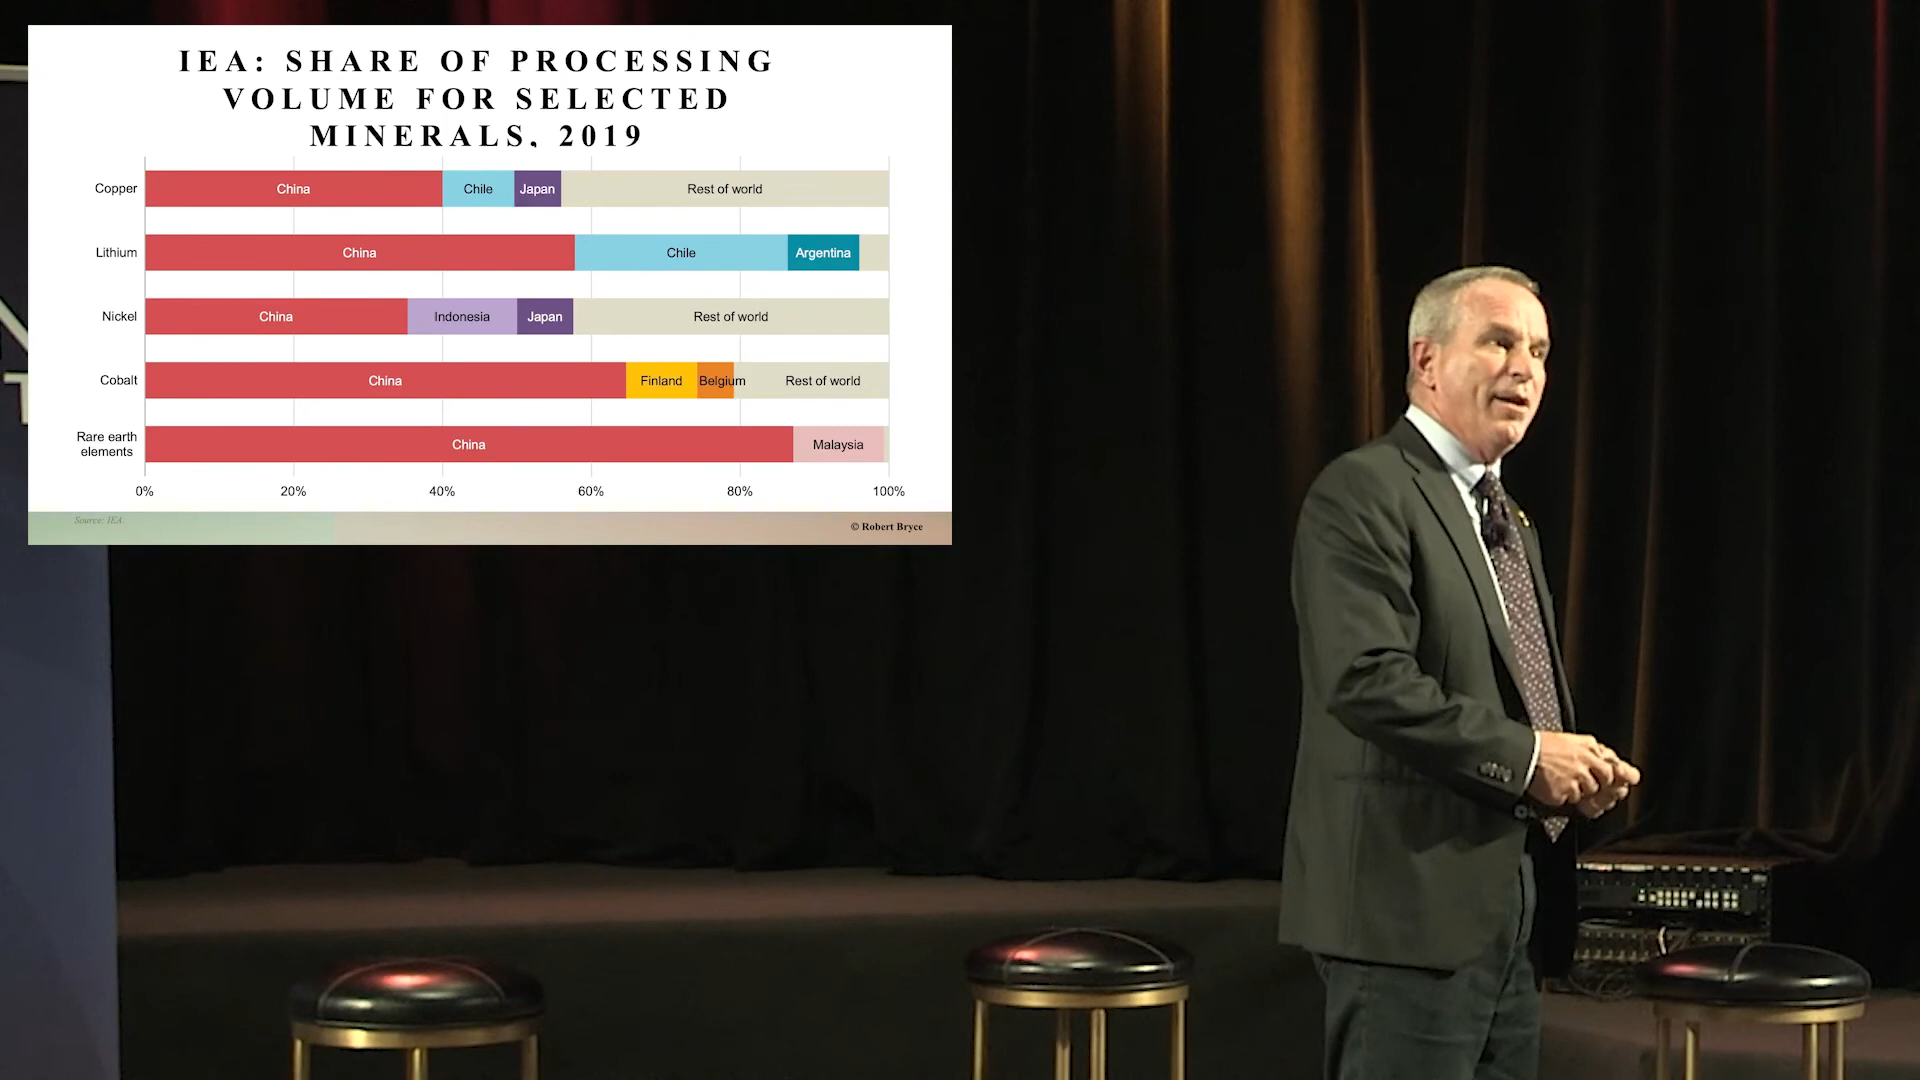 IEA: SHARE OF PROCESSING
VOLUME FOR SELECTED
MINERALS, 2019
Copper China Chile Japan Rest of world
Lithium China Chile Argentina
Nickel China Indonesia Japan Rest of world
Cobalt China Finland Belgium Rest of world
Rare earth
elements China Malaysia
0% 20% 40% 60% 80% 100%
Source: IEA.
© Robert Bryce